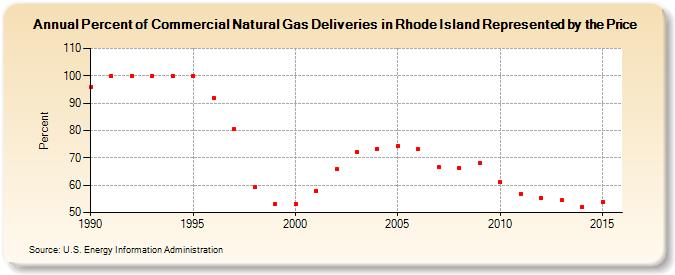 Annual Percent of Commercial Natural Gas Deliveries in Rhode Island Represented by the Price
Percent
110
100
90
80
70
60
50
1990 1995 2000 2005 2010 2015
Source: U.S. Energy Information Administration